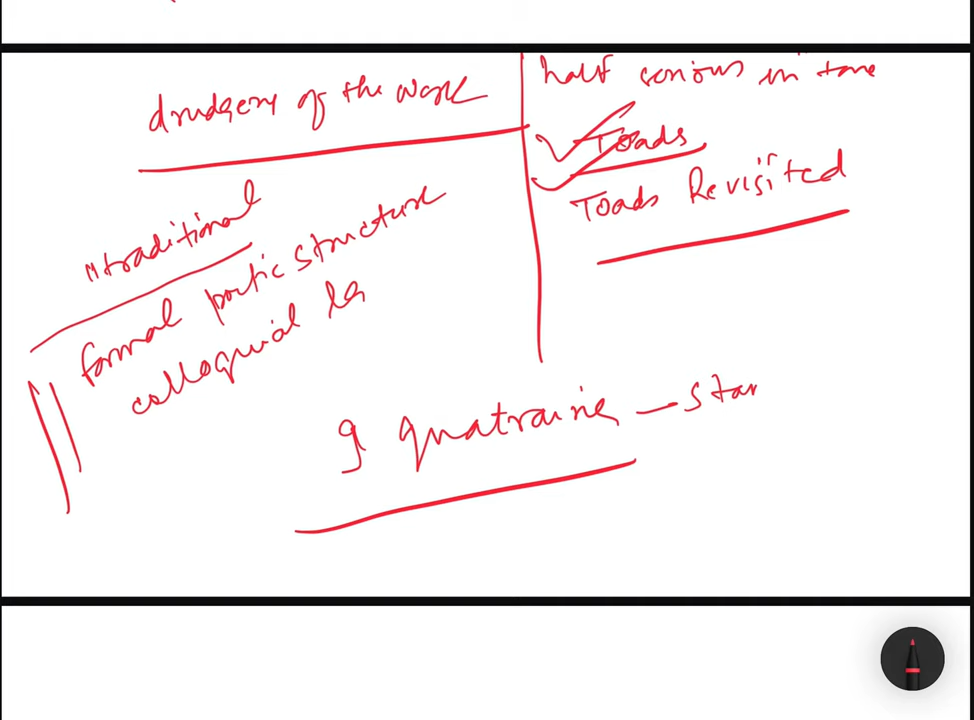 drudgery of the work
half serious in tone
Toads
Toads Revisited
"traditional
formal poetic structure
colloquial la
9 quatrains - stan